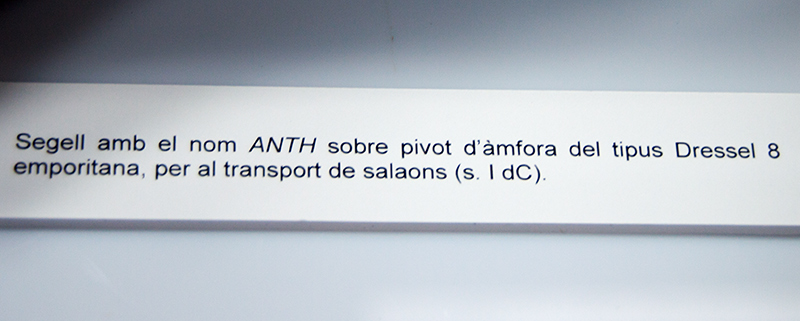 Segell amb el nom ANTH sobre pivot d'àmfora del tipus Dressel 8
emporitana, per al transport de salaons (s. I dC).